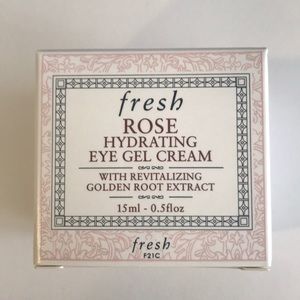 fresh
ROSE
HYDRATING
EYE GEL CREAM
WITH REVITALIZING
GOLDEN ROOT EXTRACT
15ml - 0.5floz
fresh
F21C